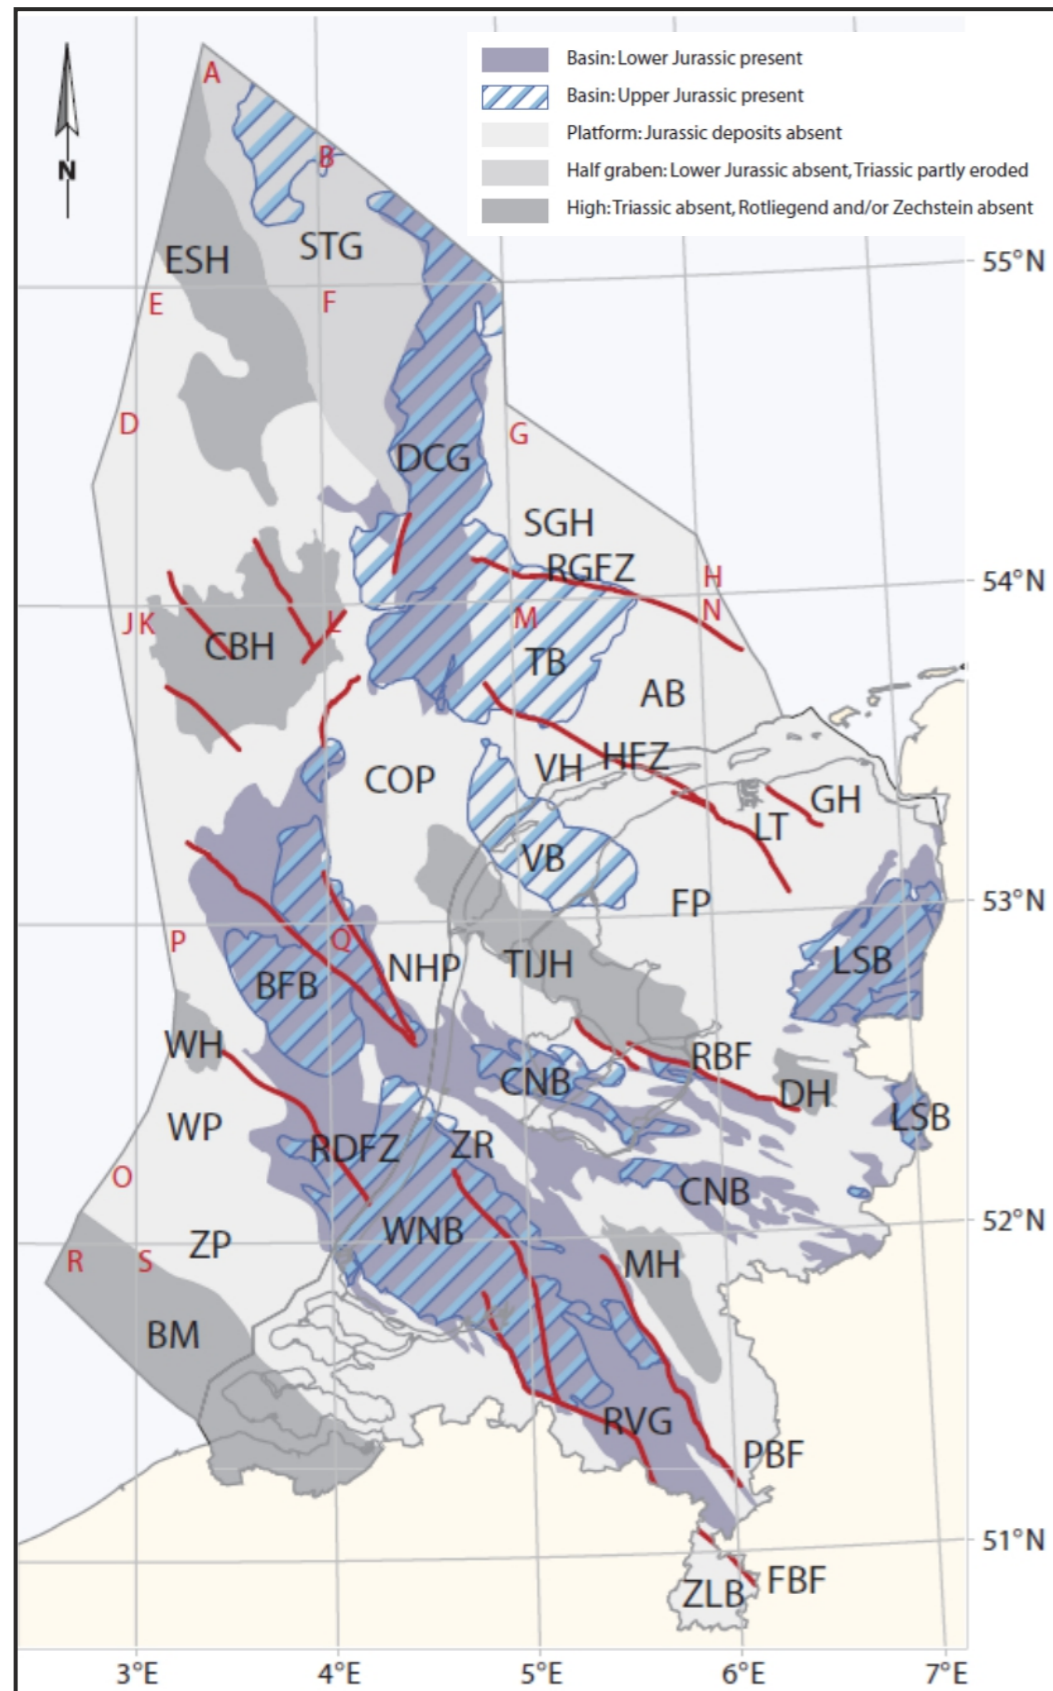 A
Basin: Lower Jurassic present
Basin: Upper Jurassic present
Platform: Jurassic deposits absent
Half graben: Lower Jurassic absent, Triassic partly eroded
High: Triassic absent, Rotliegend and/or Zechstein absent
N
B
ESH
STG
55°N
E
F
D
G
DCG
SGH
RGFZ
H
54°N
J K
L
M
N
CBH
TB
AB
COP
VH
HFZ
GH
LT
VB
FP
53°N
P
Q
BFB
NHP
TIJH
LSB
WH
RBF
CNB
DH
WP
RDFZ
ZR
LSB
O
CNB
52°N
ZP
WNB
R
S
MH
BM
RVG
PBF
51°N
ZLB
FBF
3°E
4°E
5°E
6°E
7°E